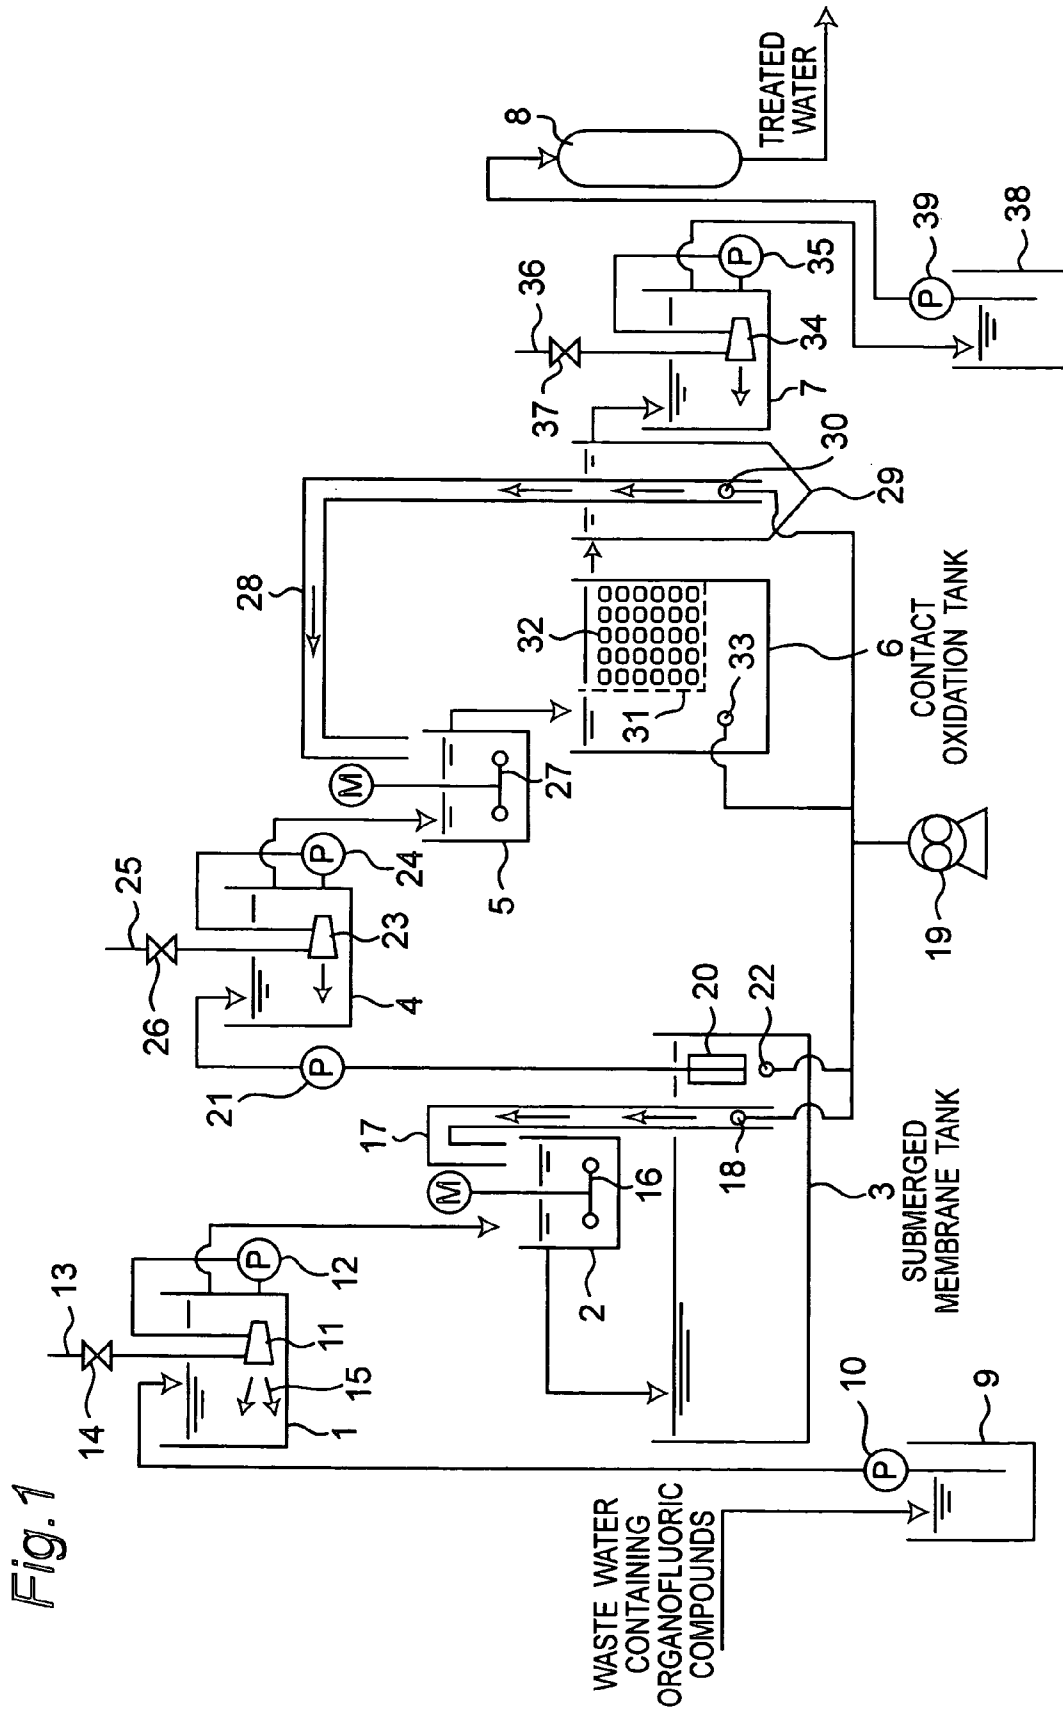 Fig. 1
13
14
15
11
12
1
M
16
2
17
18
21
P
20
22
3
SUBMERGED
MEMBRANE TANK
WASTE WATER
CONTAINING
ORGANOFLUORIC
COMPOUNDS
10
P
9
P
25
26
23
24
P
4
M
27
5
28
31
32
33
6
CONTACT
OXIDATION TANK
19
29
30
36
37
34
35
P
7
8
TREATED
WATER
39
P
38